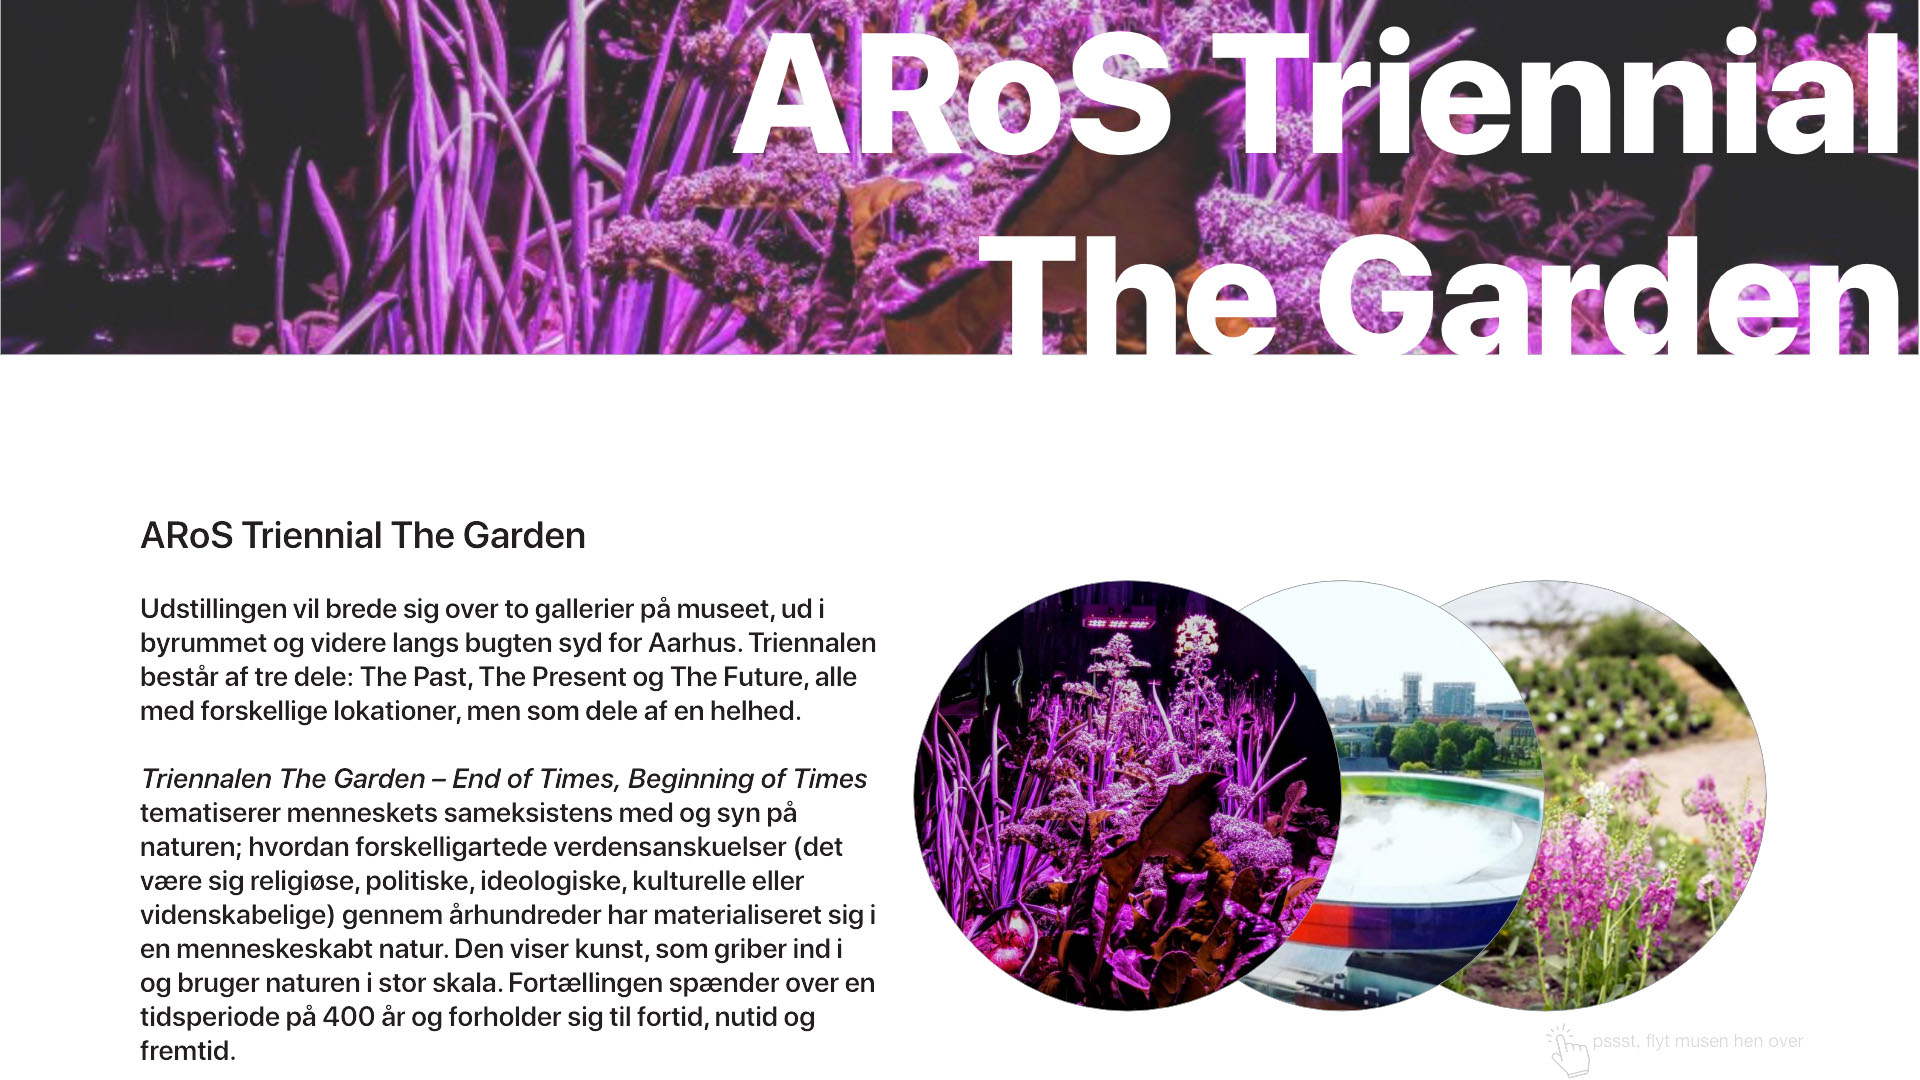 ARoS Triennial
The Garden
ARoS Triennial The Garden
Udstillingen vil brede sig over to gallerier på museet, ud i
byrummet og videre langs bugten syd for Aarhus. Triennalen
består af tre dele: The Past, The Present og The Future, alle
med forskellige lokationer, men som dele af en helhed.
Triennalen The Garden – End of Times, Beginning of Times
tematiserer menneskets sameksistens med og syn på
naturen; hvordan forskelligartede verdensanskuelser (det
være sig religiøse, politiske, ideologiske, kulturelle eller
videnskabelige) gennem århundreder har materialiseret sig i
en menneskeskabt natur. Den viser kunst, som griber ind i
og bruger naturen i stor skala. Fortællingen spænder over en
tidsperiode på 400 år og forholder sig til fortid, nutid og
fremtid.
pssst, flyt musen hen over